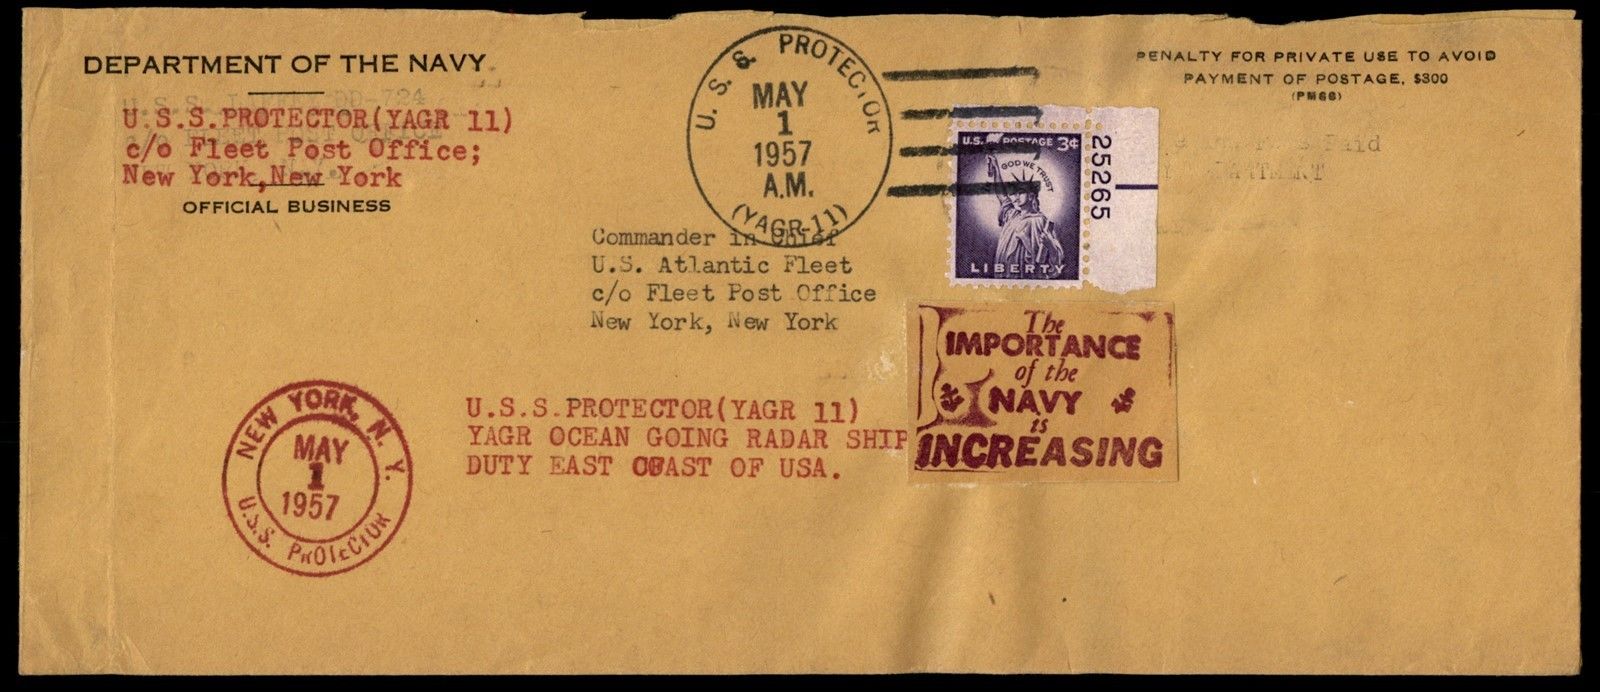 DEPARTMENT OF THE NAVY
U.S.S.PROTECTOR(YAGR 11)
c/o Fleet Post Office;
New York,New York
OFFICIAL BUSINESS
U. S. S. PROTECTOR
MAY
1
1957
A.M.
(YAGR-11)
PENALTY FOR PRIVATE USE TO AVOID
PAYMENT OF POSTAGE, $300
(PMGC)
U.S. POSTAGE 3¢
GOD WE TRUST
LIBERTY
25265
Commander in Chief
U.S. Atlantic Fleet
c/o Fleet Post Office
New York, New York
The
IMPORTANCE
of the
NAVY
is
INCREASING
NEW YORK, N. Y.
MAY
1
1957
U.S.S. PROTECTOR
U.S.S.PROTECTOR(YAGR 11)
YAGR OCEAN GOING RADAR SHIP
DUTY EAST COAST OF USA.